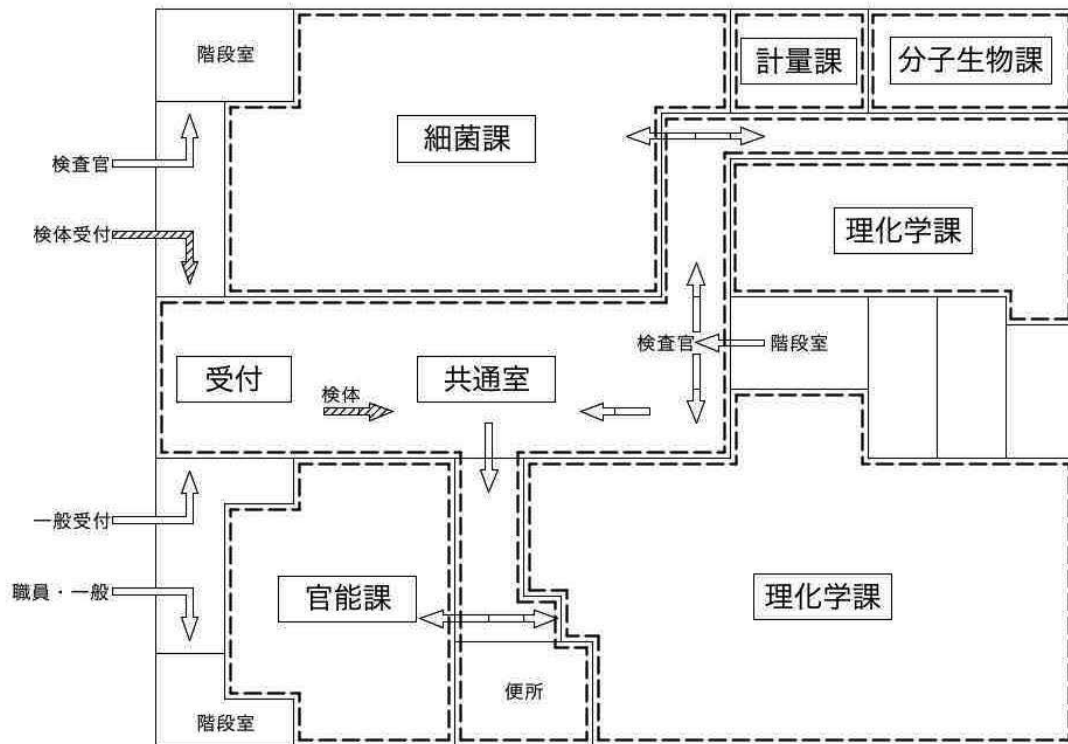 階段室
計量課
分子生物課
細菌課
検査官
検体受付
理化学課
検査官
階段室
受付
検体
共通室
一般受付
職員・一般
官能課
理化学課
便所
階段室